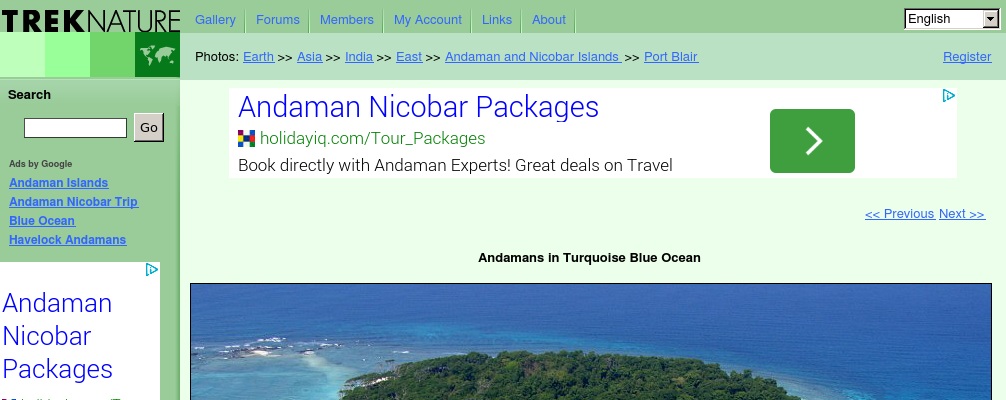 TREKNATURE
Gallery Forums Members My Account Links About
English
Photos: Earth >> Asia >> India >> East >> Andaman and Nicobar Islands >> Port Blair
Register
Search
Go
Ads by Google
Andaman Islands
Andaman Nicobar Trip
Blue Ocean
Havelock Andamans
Andaman
Nicobar
Packages
Andaman Nicobar Packages
holidayiq.com/Tour_Packages
Book directly with Andaman Experts! Great deals on Travel
<< Previous Next >>
Andamans in Turquoise Blue Ocean